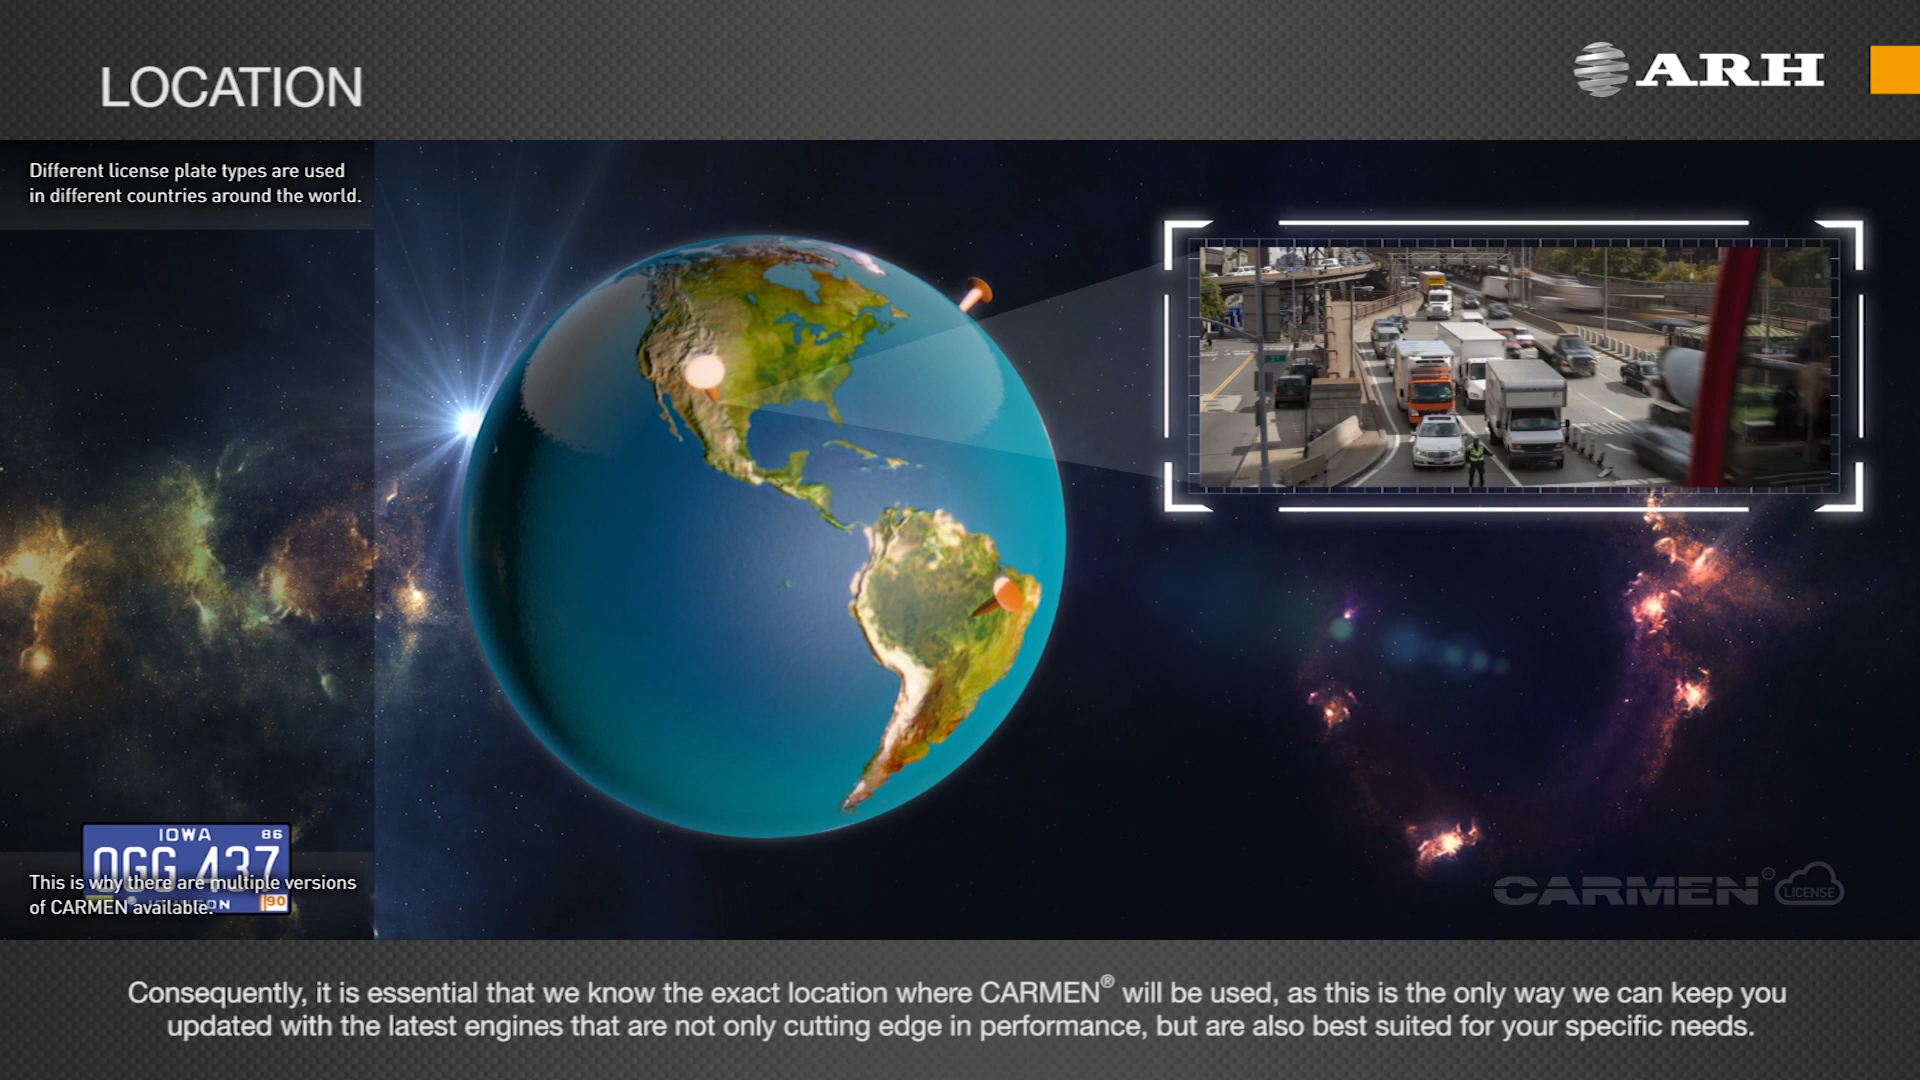 LOCATION
ARH
Different license plate types are used
in different countries around the world.
IOWA 86
OGG 437
90
This is why there are multiple versions
of CARMEN available.
CARMEN® LICENSE
Consequently, it is essential that we know the exact location where CARMEN® will be used, as this is the only way we can keep you
updated with the latest engines that are not only cutting edge in performance, but are also best suited for your specific needs.